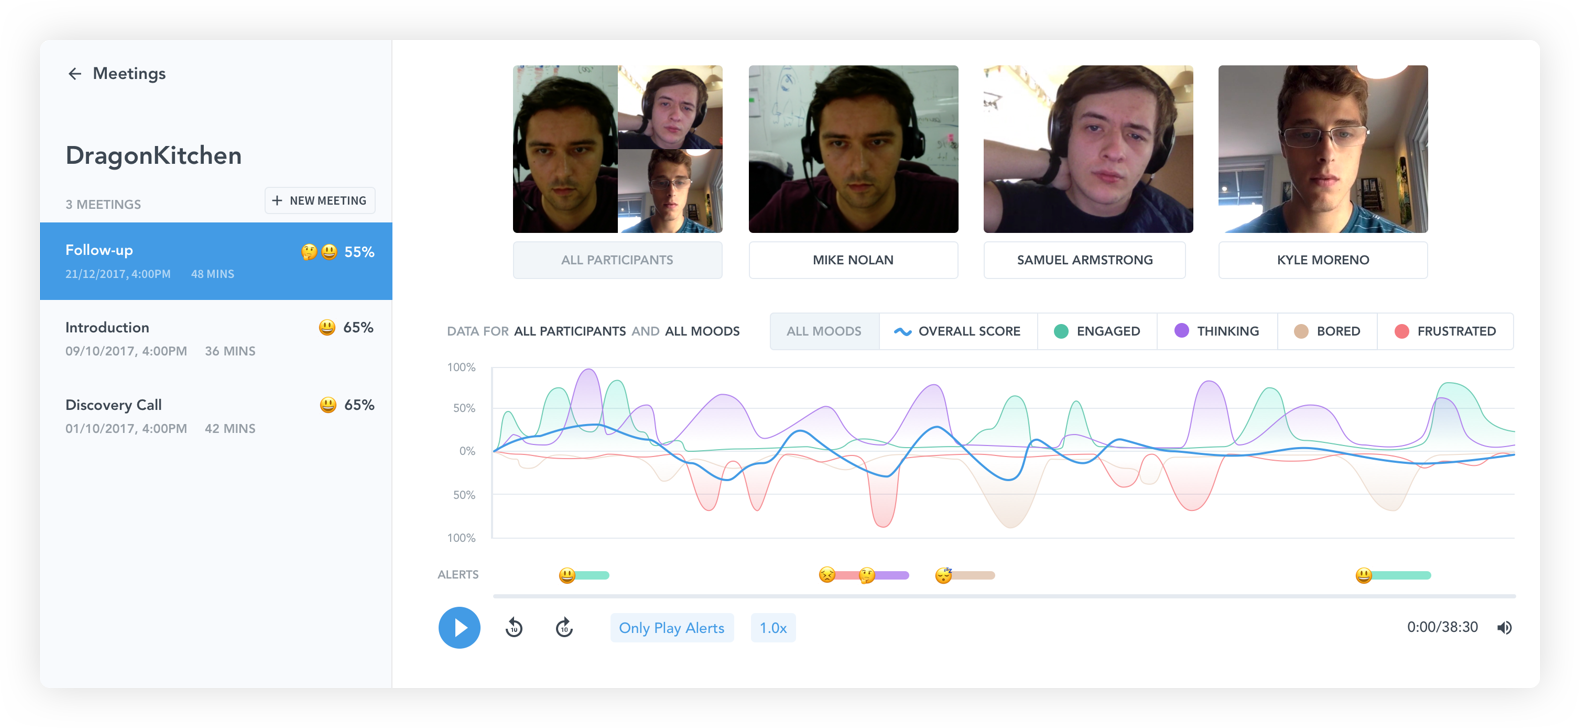 Meetings
DragonKitchen
3 MEETINGS
NEW MEETING
Follow-up
55%
21/12/2017, 4:00PM 48 MINS
Introduction
65%
09/10/2017, 4:00PM 36 MINS
Discovery Call
65%
01/10/2017, 4:00PM 42 MINS
ALL PARTICIPANTS
MIKE NOLAN
SAMUEL ARMSTRONG
KYLE MORENO
DATA FOR ALL PARTICIPANTS AND ALL MOODS
ALL MOODS
OVERALL SCORE
ENGAGED
THINKING
BORED
FRUSTRATED
100%
50%
0%
50%
100%
ALERTS
10
10
Only Play Alerts
1.0x
0:00/38:30